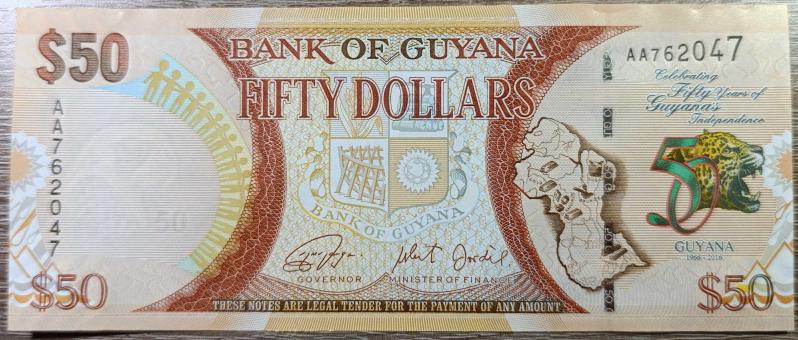 $50
BANK OF GUYANA
AA762047
FIFTY DOLLARS
Celebrating
Fifty Years of
Guyana's
Independence
AA762047
50
BANK OF GUYANA
GUYANA
1966 - 2016
GOVERNOR
MINISTER OF FINANCE
$50
THESE NOTES ARE LEGAL TENDER FOR THE PAYMENT OF ANY AMOUNT
$50